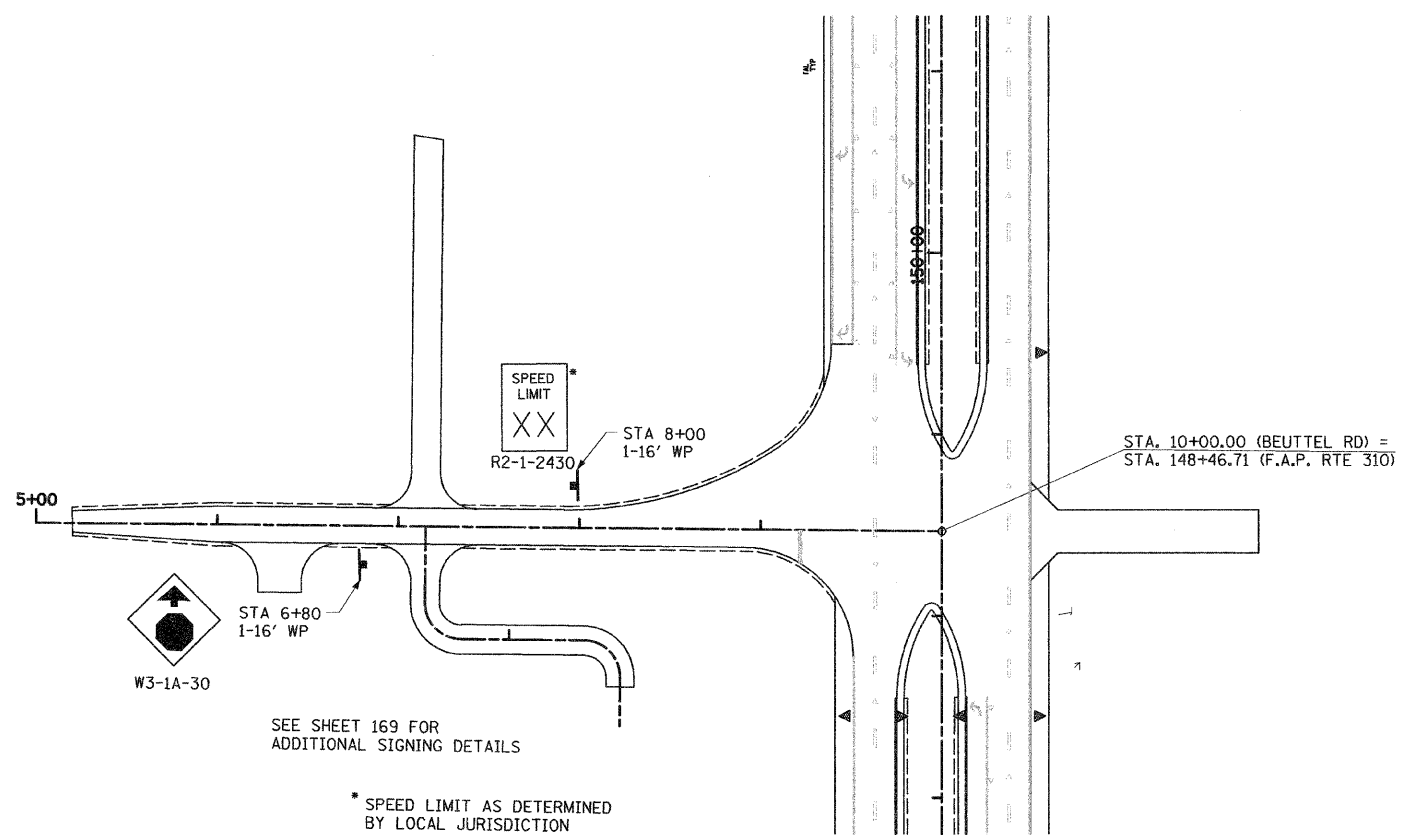 SPEED
LIMIT
XX
*
R2-1-2430
STA 8+00
1-16' WP
150+00
STA. 10+00.00 (BEUTTEL RD) =
STA. 148+46.71 (F.A.P. RTE 310)
5+00
STA 6+80
1-16' WP
W3-1A-30
SEE SHEET 169 FOR
ADDITIONAL SIGNING DETAILS
* SPEED LIMIT AS DETERMINED
BY LOCAL JURISDICTION